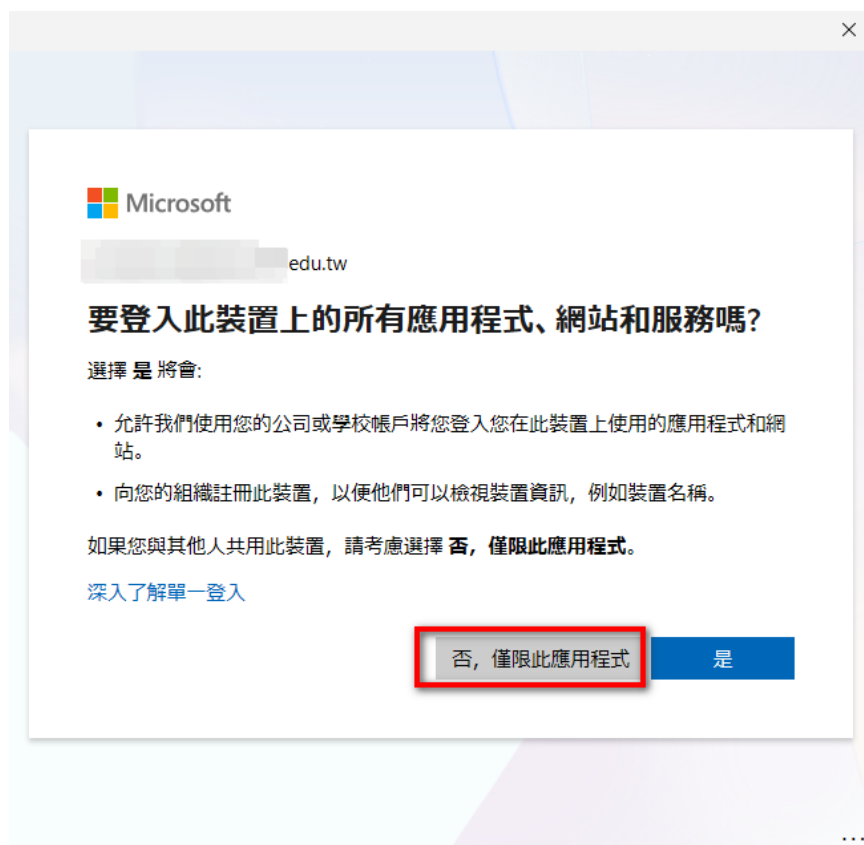 Microsoft
edu.tw
要登入此裝置上的所有應用程式、網站和服務嗎?
選擇 是 將會:
• 允許我們使用您的公司或學校帳戶將您登入您在此裝置上使用的應用程式和網
站。
• 向您的組織註冊此裝置，以便他們可以檢視裝置資訊，例如裝置名稱。
如果您與其他人共用此裝置，請考慮選擇 否，僅限此應用程式。
深入了解單一登入
否，僅限此應用程式 是